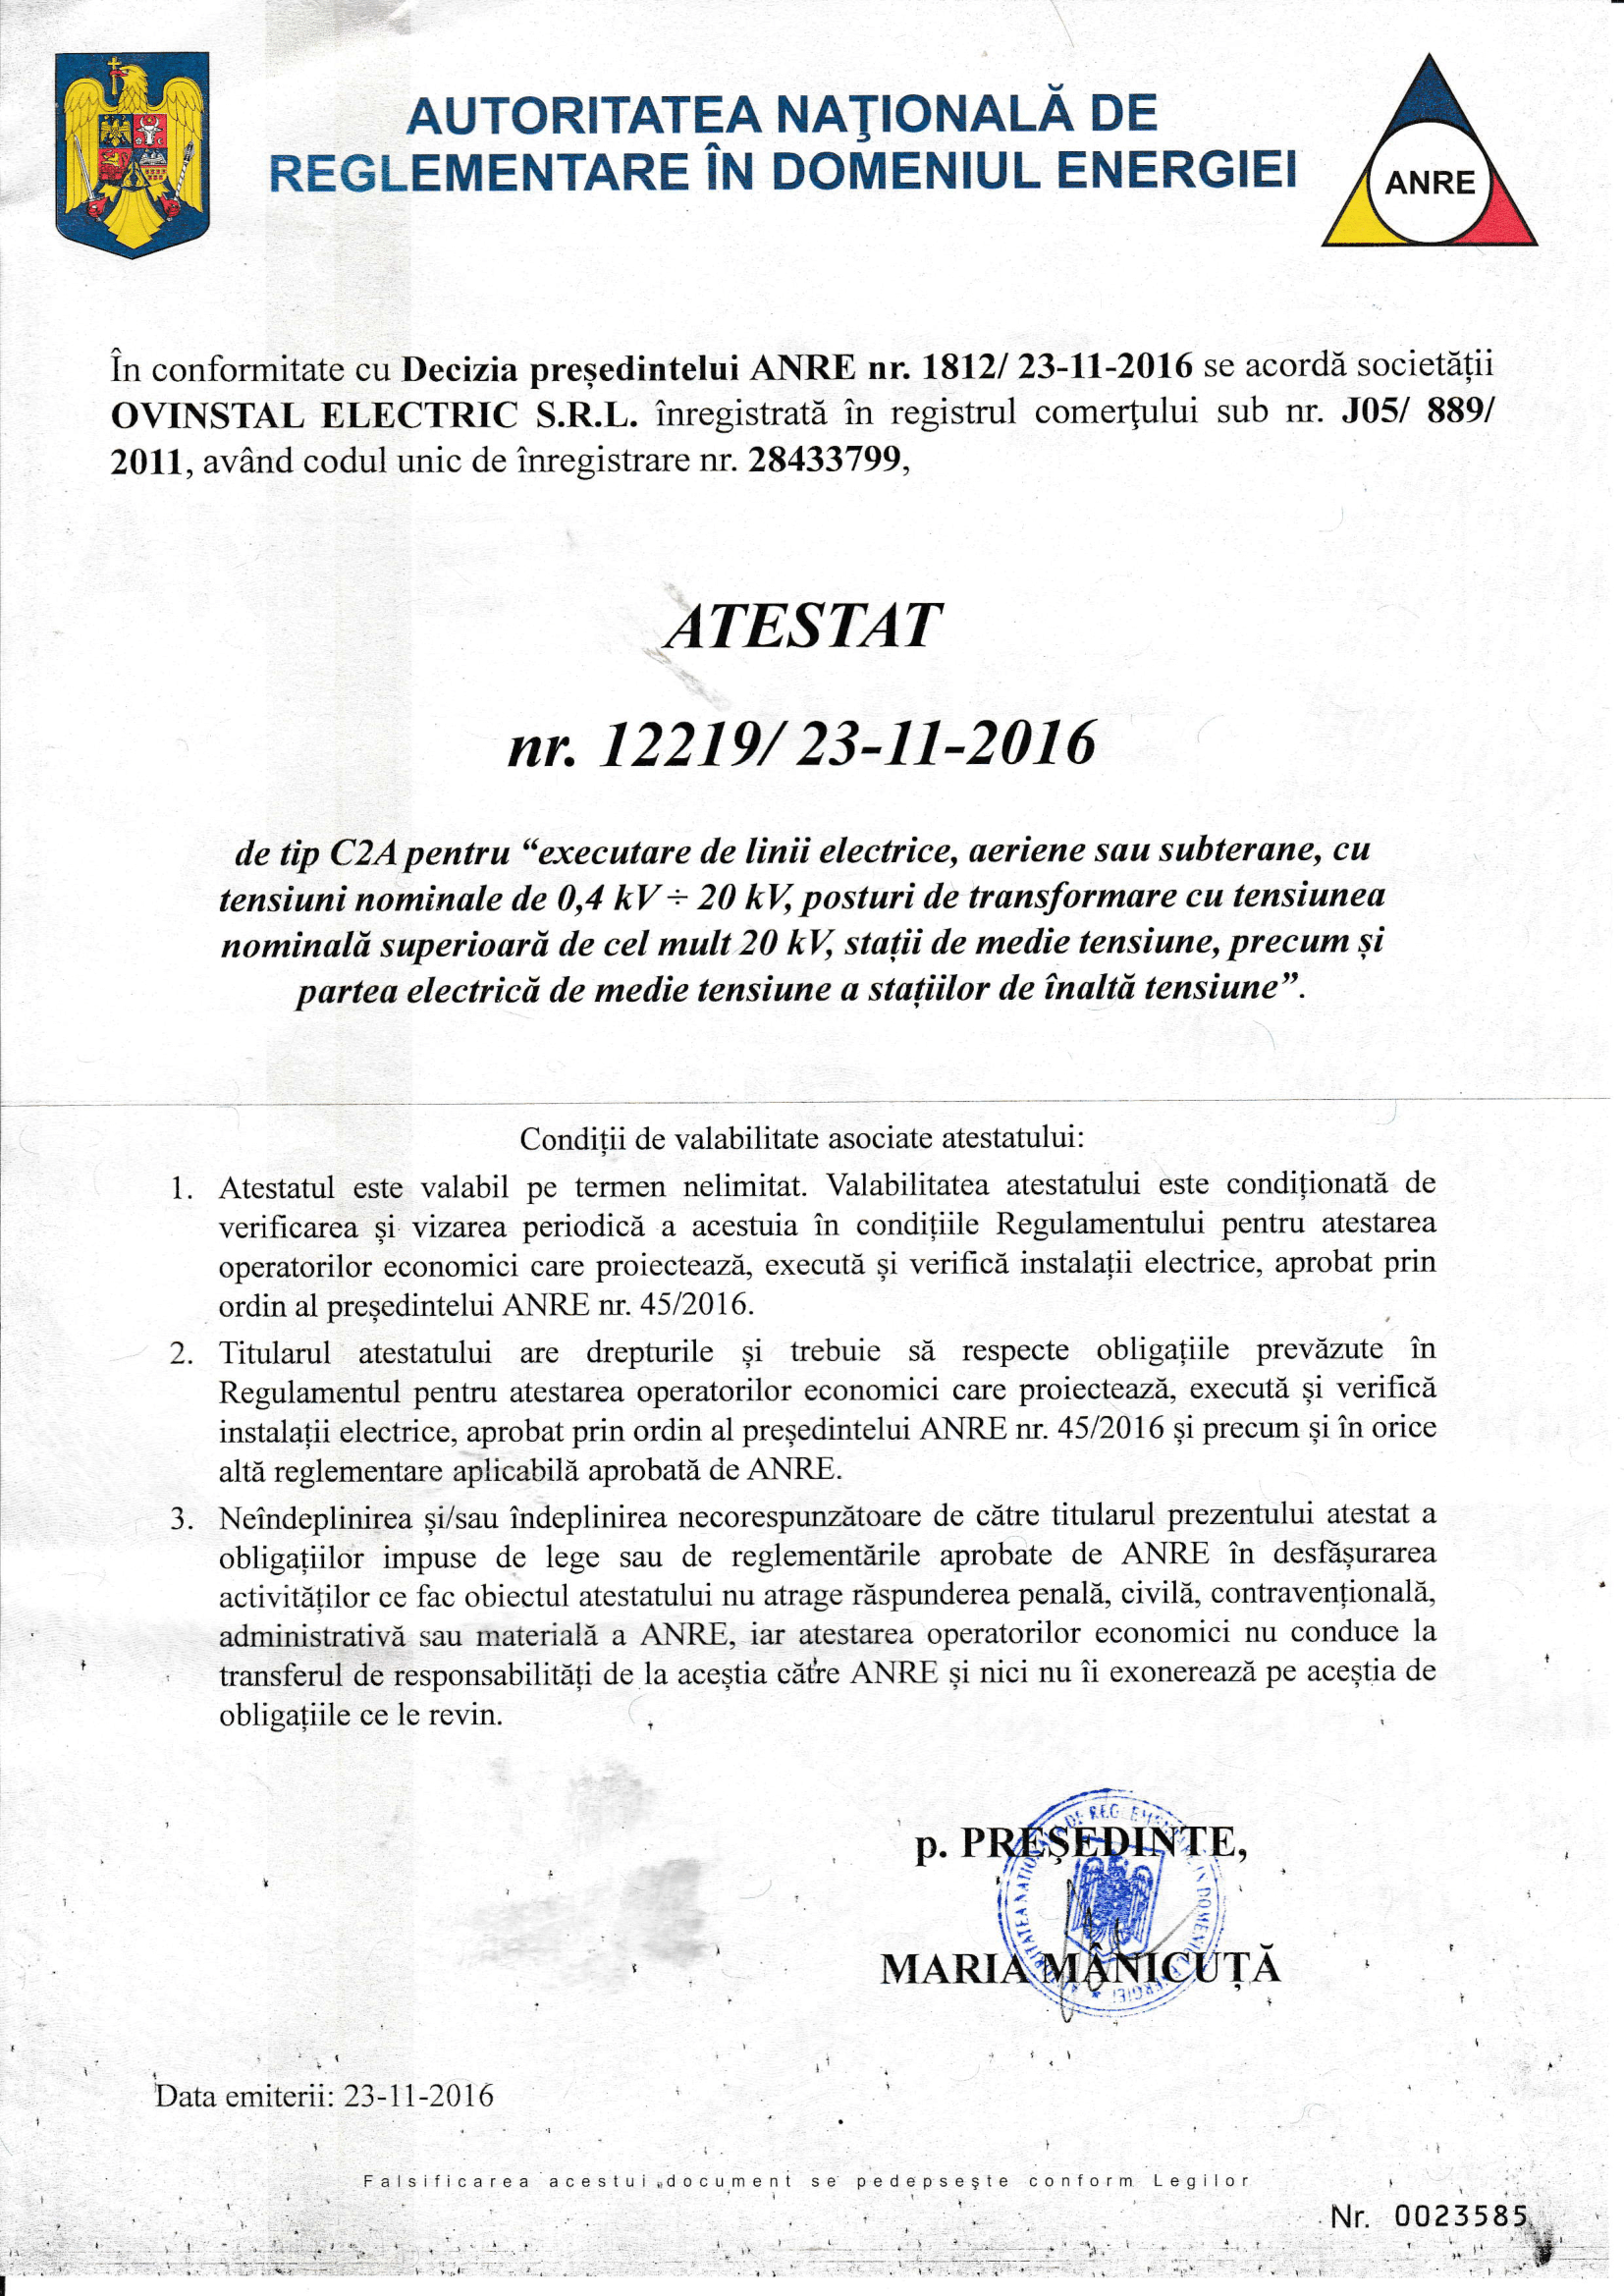 AUTORITATEA NAŢIONALĂ DE
REGLEMENTARE ÎN DOMENIUL ENERGIEI
ANRE
În conformitate cu Decizia președintelui ANRE nr. 1812/ 23-11-2016 se acordă societății
OVINSTAL ELECTRIC S.R.L. înregistrată în registrul comerţului sub nr. J05/ 889/
2011, având codul unic de înregistrare nr. 28433799,
ATESTAT
nr. 12219/ 23-11-2016
de tip C2A pentru “executare de linii electrice, aeriene sau subterane, cu
tensiuni nominale de 0,4 kV ÷ 20 kV, posturi de transformare cu tensiunea
nominală superioară de cel mult 20 kV, stații de medie tensiune, precum și
partea electrică de medie tensiune a stațiilor de înaltă tensiune”.
Condiții de valabilitate asociate atestatului:
1. Atestatul este valabil pe termen nelimitat. Valabilitatea atestatului este condiționată de
verificarea și vizarea periodică a acestuia în condițiile Regulamentului pentru atestarea
operatorilor economici care proiectează, execută și verifică instalații electrice, aprobat prin
ordin al președintelui ANRE nr. 45/2016.
2. Titularul atestatului are drepturile și trebuie să respecte obligațiile prevăzute în
Regulamentul pentru atestarea operatorilor economici care proiectează, execută și verifică
instalații electrice, aprobat prin ordin al președintelui ANRE nr. 45/2016 și precum și în orice
altă reglementare aplicabilă aprobată de ANRE.
3. Neîndeplinirea și/sau îndeplinirea necorespunzătoare de către titularul prezentului atestat a
obligațiilor impuse de lege sau de reglementările aprobate de ANRE în desfășurarea
activităților ce fac obiectul atestatului nu atrage răspunderea penală, civilă, contravențională,
administrativă sau materială a ANRE, iar atestarea operatorilor economici nu conduce la
transferul de responsabilități de la aceștia către ANRE și nici nu îi exonerează pe aceștia de
obligațiile ce le revin.
p. PREȘEDINTE,
MARIA MÂNICUȚĂ
Data emiterii: 23-11-2016
Falsificarea acestui document se pedepseşte conform Legilor
Nr. 0023585